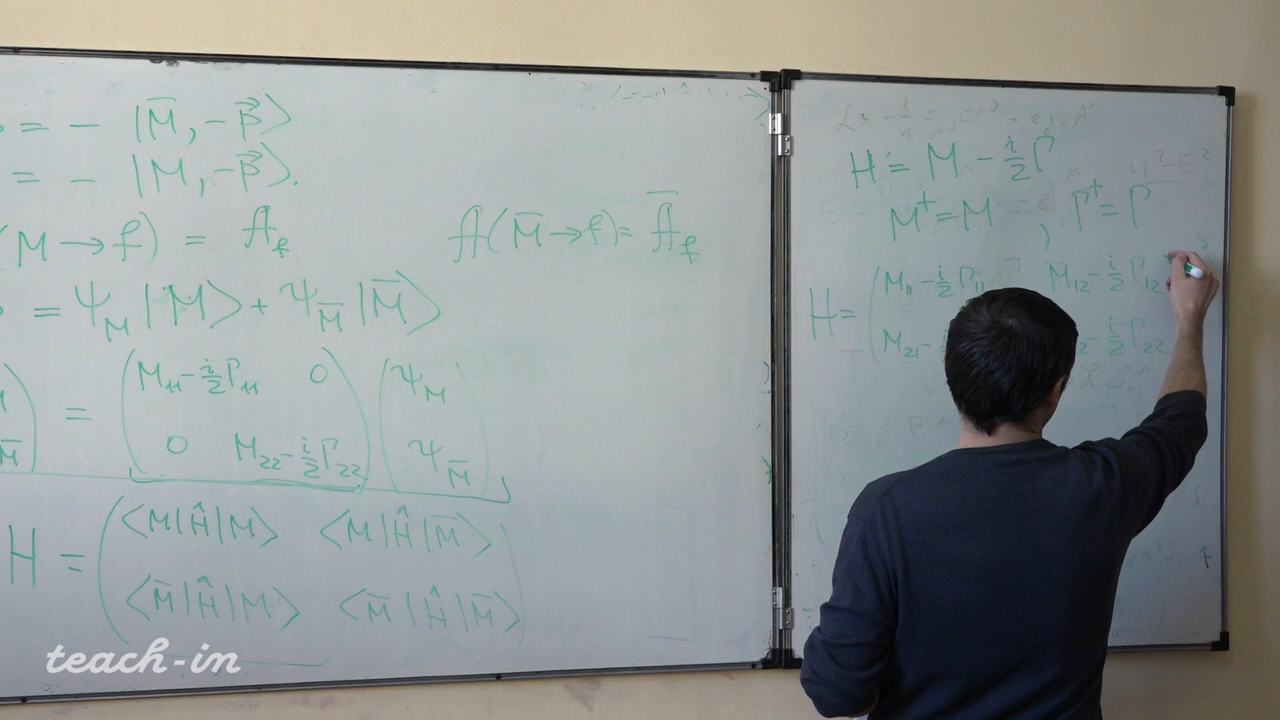 = - |M̄, -p⃗⟩
= - |M, -p⃗⟩.
(M → f) = A_f A(M̄ → f) = Ā_f
= Ψ_M |M⟩ + Ψ_M̄ |M̄⟩
= ( M₁₁ - i/2 Γ₁₁ 0 ) ( Ψ_M )
M̄ ( 0 M₂₂ - i/2 Γ₂₂ ) ( Ψ_M̄ )
H = ( ⟨M|Ĥ|M⟩ ⟨M|Ĥ|M̄⟩ )
( ⟨M̄|Ĥ|M⟩ ⟨M̄|Ĥ|M̄⟩ )
H = M - i/2 Γ
M⁺ = M , Γ⁺ = Γ
H = ( M₁₁ - i/2 Γ₁₁ M₁₂ - i/2 Γ₁₂
( M₂₁ - - i/2 Γ₂₂
teach-in